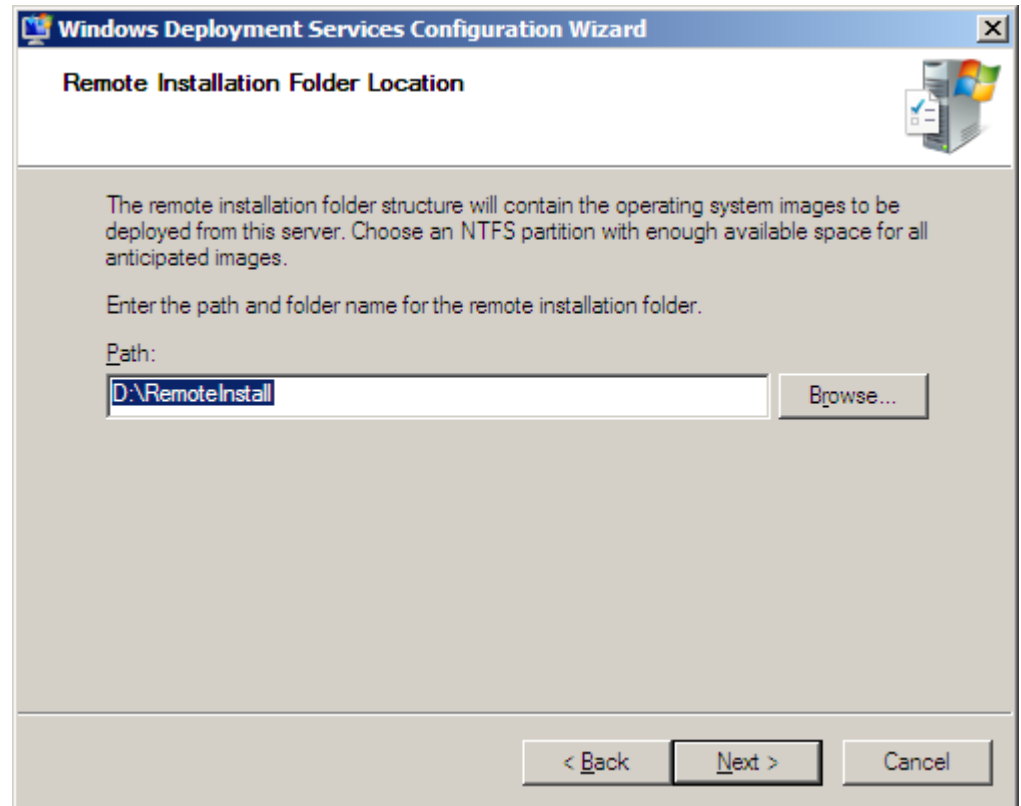 Windows Deployment Services Configuration Wizard
Remote Installation Folder Location
The remote installation folder structure will contain the operating system images to be
deployed from this server. Choose an NTFS partition with enough available space for all
anticipated images.
Enter the path and folder name for the remote installation folder.
Path:
D:\RemoteInstall
Browse...
< Back
Next >
Cancel